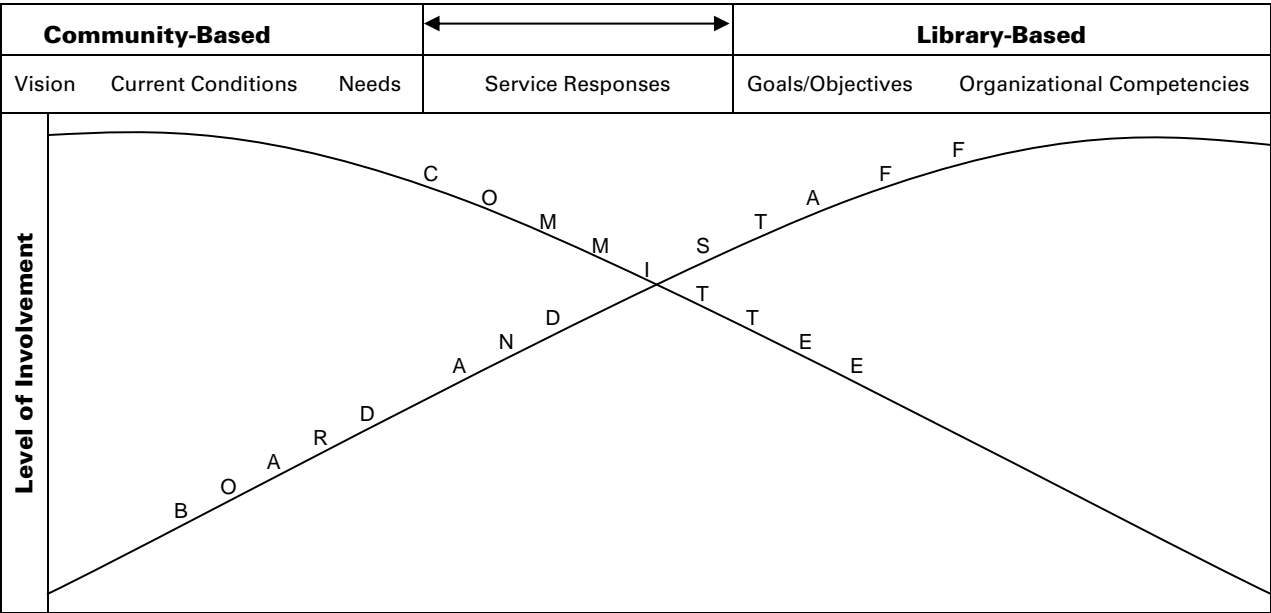 Community-Based Library-Based
Vision Current Conditions Needs Service Responses Goals/Objectives Organizational Competencies
Level of Involvement
COMMITTEE
BOARD AND STAFF